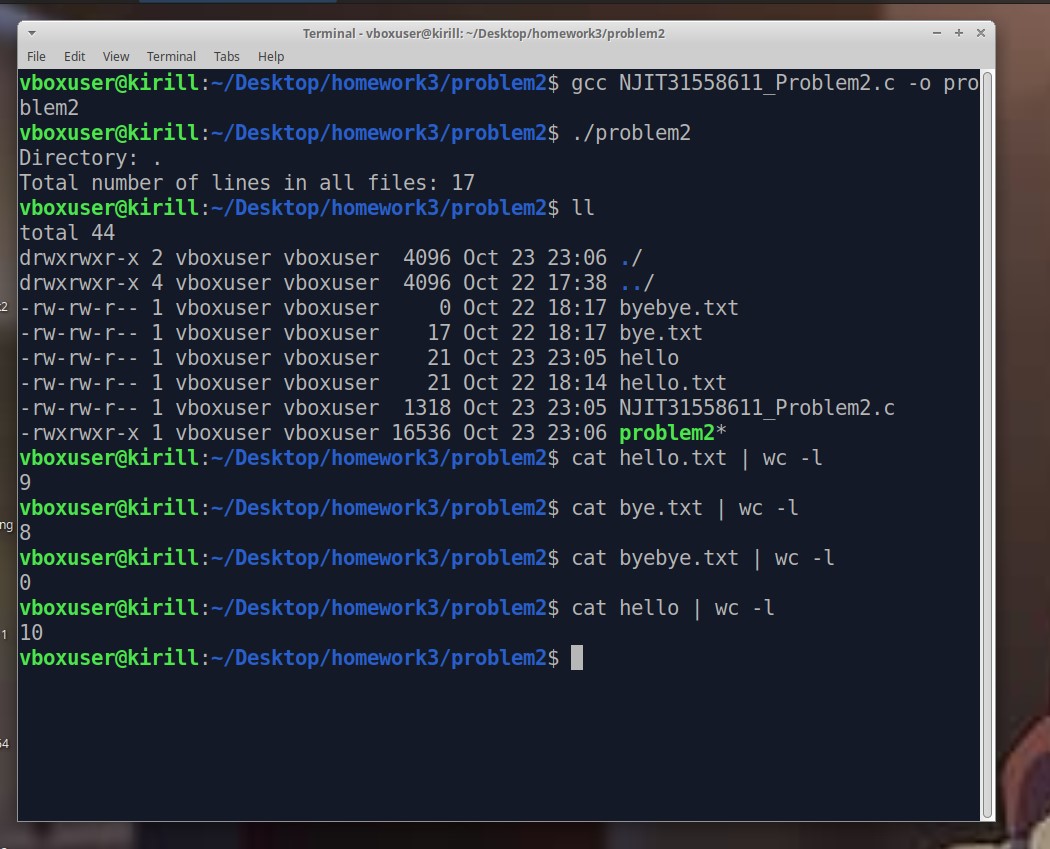 Terminal - vboxuser@kirill: ~/Desktop/homework3/problem2
File Edit View Terminal Tabs Help
vboxuser@kirill:~/Desktop/homework3/problem2$ gcc NJIT31558611_Problem2.c -o pro
blem2
vboxuser@kirill:~/Desktop/homework3/problem2$ ./problem2
Directory: .
Total number of lines in all files: 17
vboxuser@kirill:~/Desktop/homework3/problem2$ ll
total 44
drwxrwxr-x 2 vboxuser vboxuser  4096 Oct 23 23:06 ./
drwxrwxr-x 4 vboxuser vboxuser  4096 Oct 22 17:38 ../
-rw-rw-r-- 1 vboxuser vboxuser     0 Oct 22 18:17 byebye.txt
-rw-rw-r-- 1 vboxuser vboxuser    17 Oct 22 18:17 bye.txt
-rw-rw-r-- 1 vboxuser vboxuser    21 Oct 23 23:05 hello
-rw-rw-r-- 1 vboxuser vboxuser    21 Oct 22 18:14 hello.txt
-rw-rw-r-- 1 vboxuser vboxuser  1318 Oct 23 23:05 NJIT31558611_Problem2.c
-rwxrwxr-x 1 vboxuser vboxuser 16536 Oct 23 23:06 problem2*
vboxuser@kirill:~/Desktop/homework3/problem2$ cat hello.txt | wc -l
9
vboxuser@kirill:~/Desktop/homework3/problem2$ cat bye.txt | wc -l
8
vboxuser@kirill:~/Desktop/homework3/problem2$ cat byebye.txt | wc -l
0
vboxuser@kirill:~/Desktop/homework3/problem2$ cat hello | wc -l
10
vboxuser@kirill:~/Desktop/homework3/problem2$